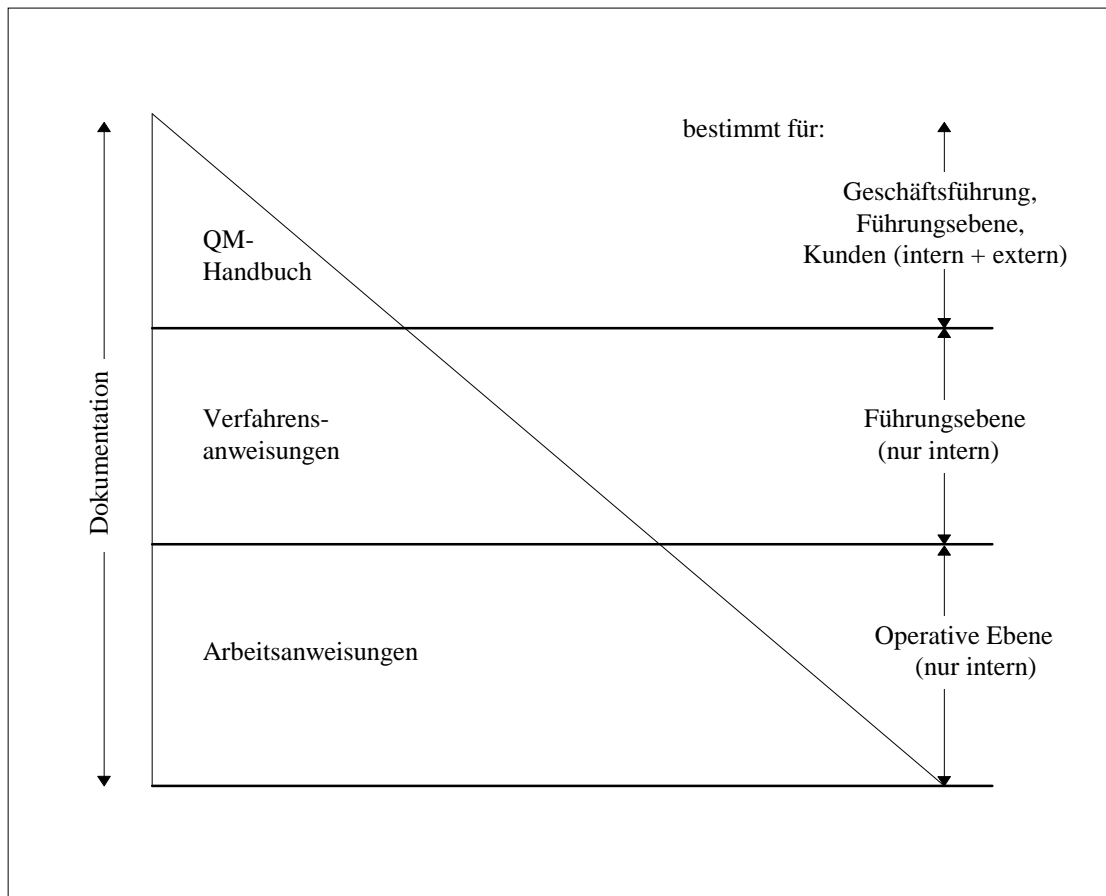 bestimmt für:
Geschäftsführung,
Führungsebene,
Kunden (intern + extern)
QM-
Handbuch
Verfahrens-
anweisungen
Führungsebene
(nur intern)
Arbeitsanweisungen
Operative Ebene
(nur intern)
Dokumentation